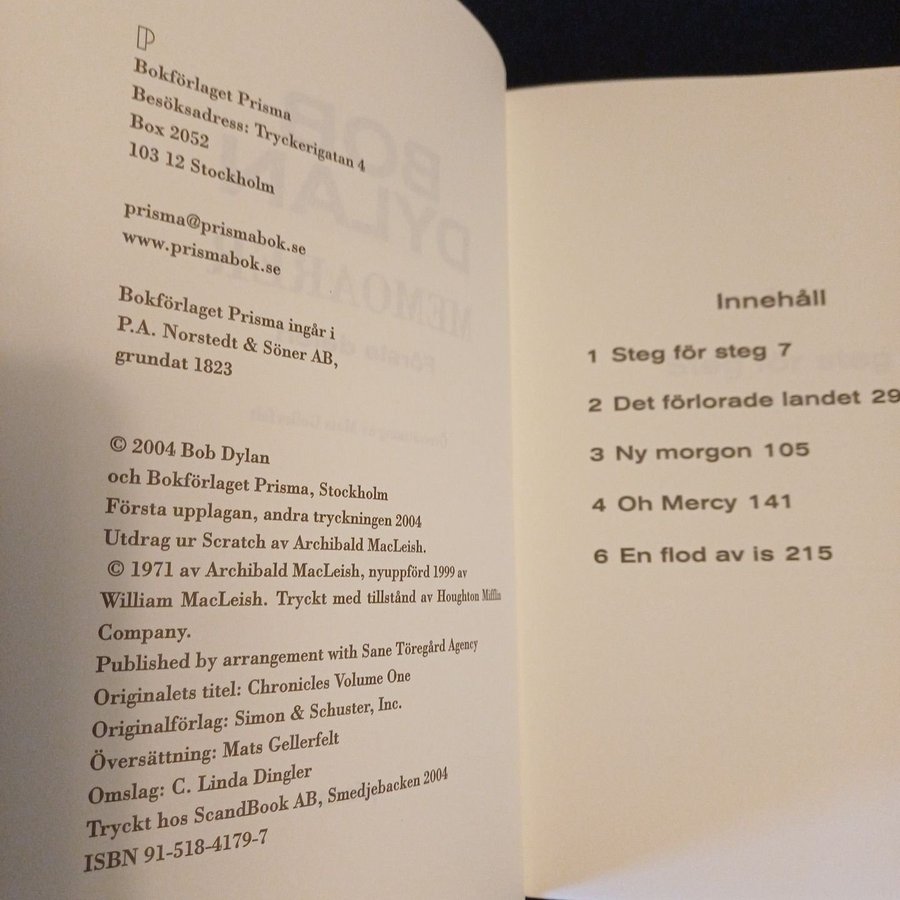 Bokförlaget Prisma
Besöksadress: Tryckerigatan 4
Box 2052
103 12 Stockholm
prisma@prismabok.se
www.prismabok.se
Bokförlaget Prisma ingår i
P.A. Norstedt & Söner AB,
grundat 1823
© 2004 Bob Dylan
och Bokförlaget Prisma, Stockholm
Första upplagan, andra tryckningen 2004
Utdrag ur Scratch av Archibald MacLeish.
© 1971 av Archibald MacLeish, nyuppförd 1999 av
William MacLeish. Tryckt med tillstånd av Houghton Mifflin
Company.
Published by arrangement with Sane Töregård Agency
Originalets titel: Chronicles Volume One
Originalförlag: Simon & Schuster, Inc.
Översättning: Mats Gellerfelt
Omslag: C. Linda Dingler
Tryckt hos ScandBook AB, Smedjebacken 2004
ISBN 91-518-4179-7
BOB
DYLAN
MEMOARER
Innehåll
1 Steg för steg 7
2 Det förlorade landet 29
3 Ny morgon 105
4 Oh Mercy 141
6 En flod av is 215